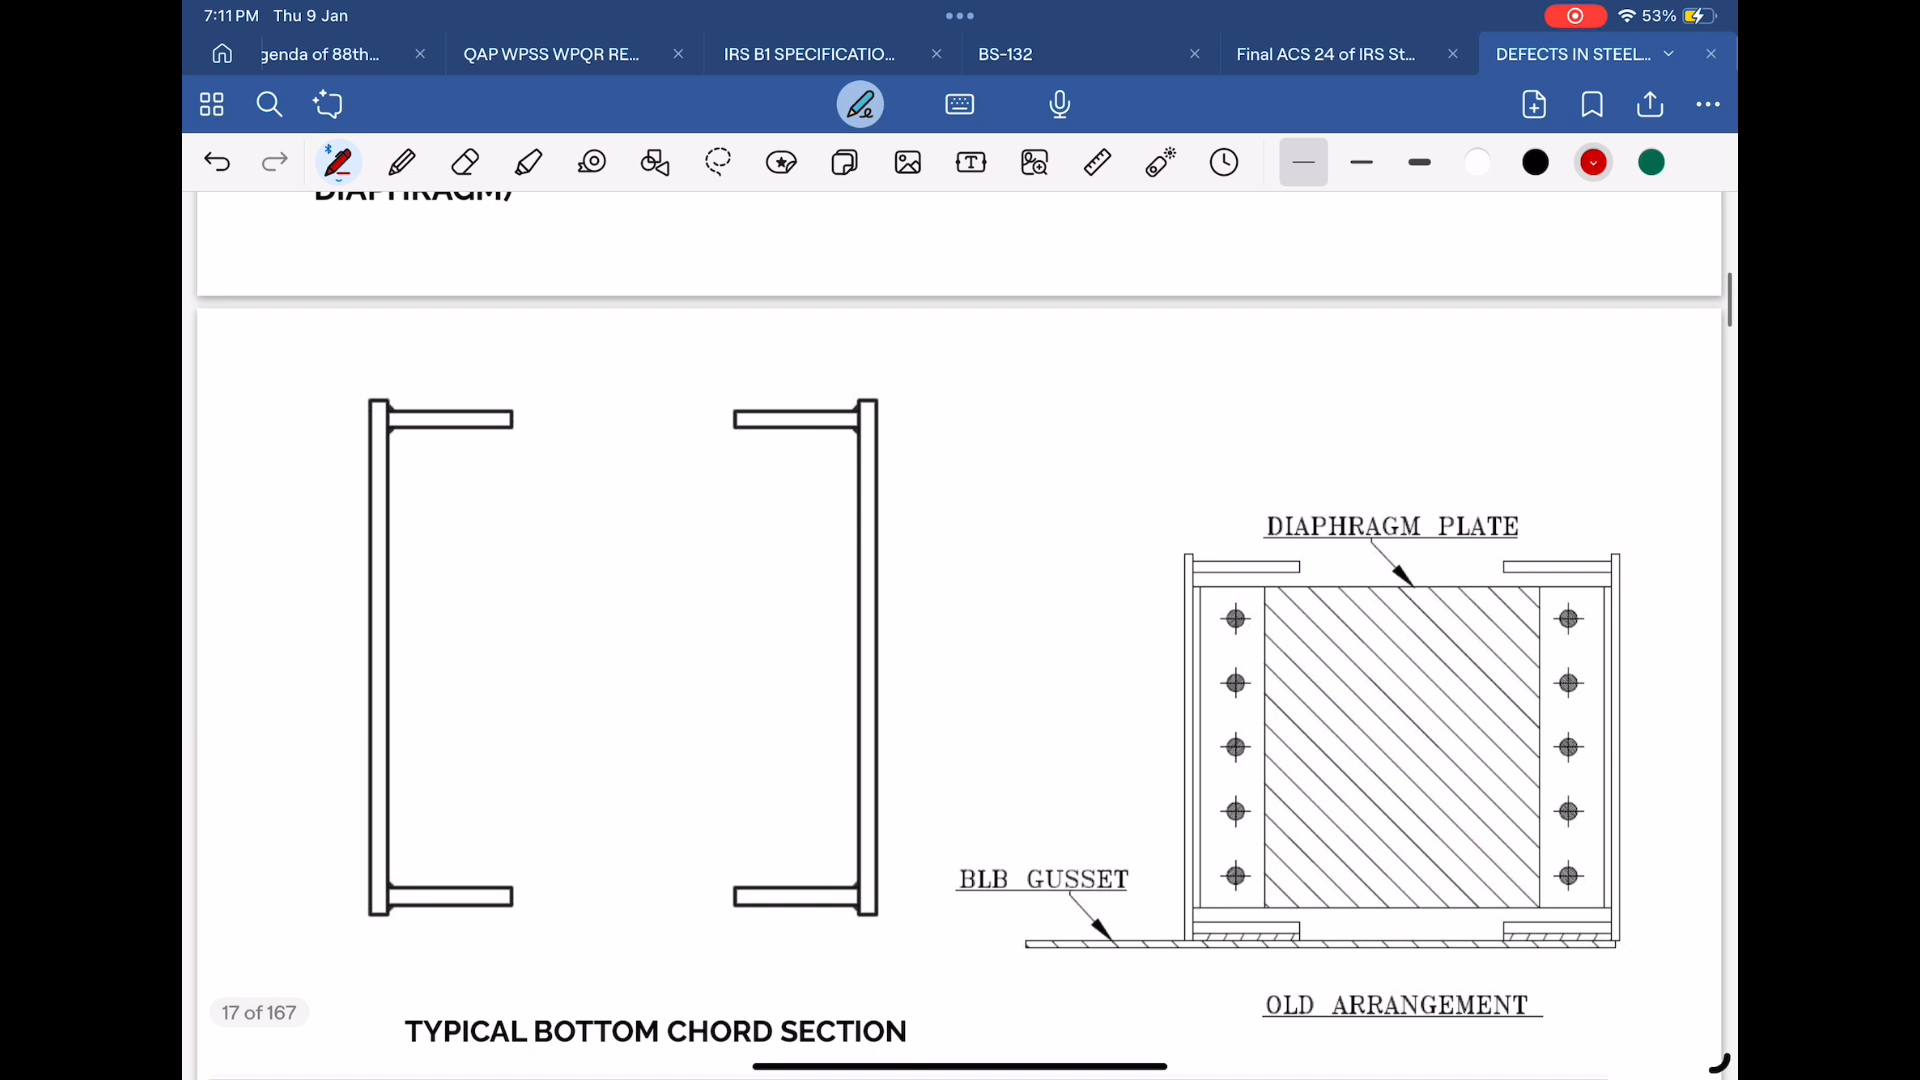 7:11 PM Thu 9 Jan
53%
genda of 88th...
QAP WPSS WPQR RE...
IRS B1 SPECIFICATIO...
BS-132
Final ACS 24 of IRS St...
DEFECTS IN STEEL...
DIAPHRAGM)
DIAPHRAGM PLATE
BLB GUSSET
OLD ARRANGEMENT
17 of 167
TYPICAL BOTTOM CHORD SECTION